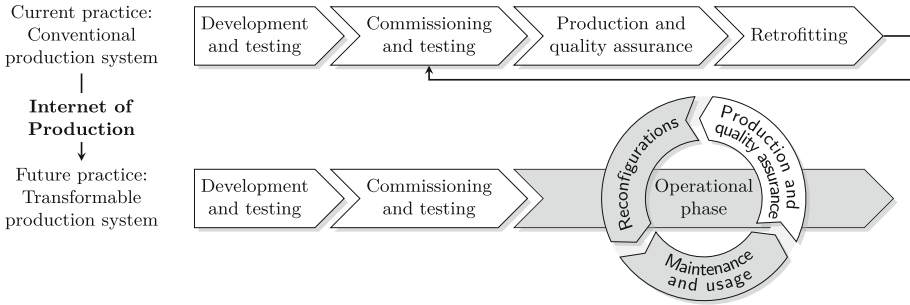 Current practice:
Conventional
production system
Internet of
Production
Future practice:
Transformable
production system
Development
and testing
Commissioning
and testing
Production and
quality assurance
Retrofitting
Development
and testing
Commissioning
and testing
Operational
phase
Reconfigurations
Production and
quality assurance
Maintenance
and usage